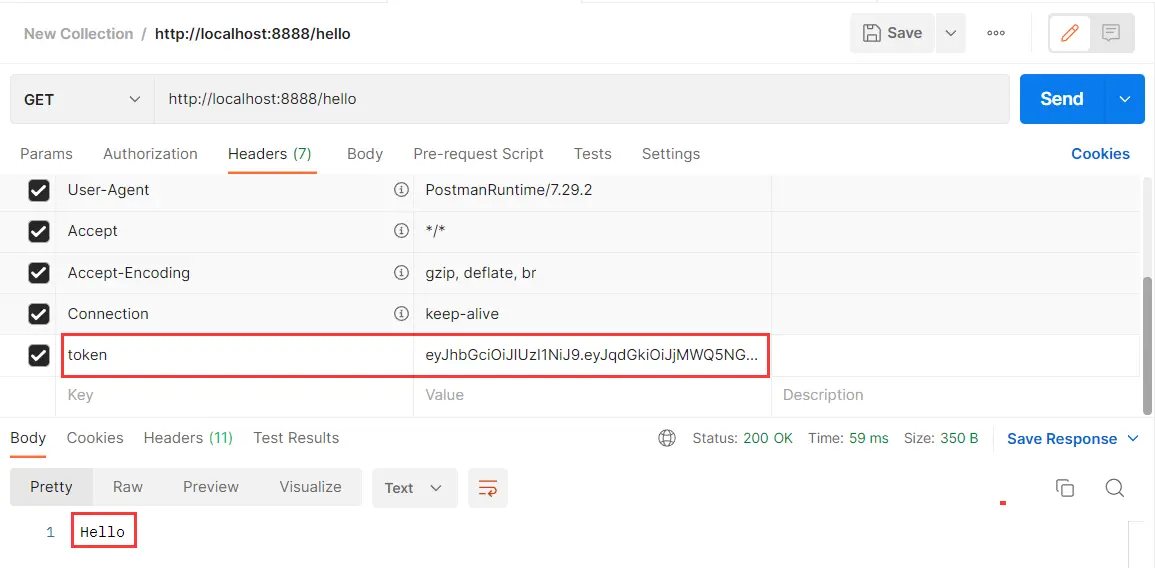 New Collection / http://localhost:8888/hello Save
GET http://localhost:8888/hello Send
Params Authorization Headers (7) Body Pre-request Script Tests Settings Cookies
User-Agent PostmanRuntime/7.29.2
Accept */*
Accept-Encoding gzip, deflate, br
Connection keep-alive
token eyJhbGciOiJIUzI1NiJ9.eyJqdGkiOiJjMWQ5NG...
Key Value Description
Body Cookies Headers (11) Test Results Status: 200 OK Time: 59 ms Size: 350 B Save Response
Pretty Raw Preview Visualize Text
1 Hello